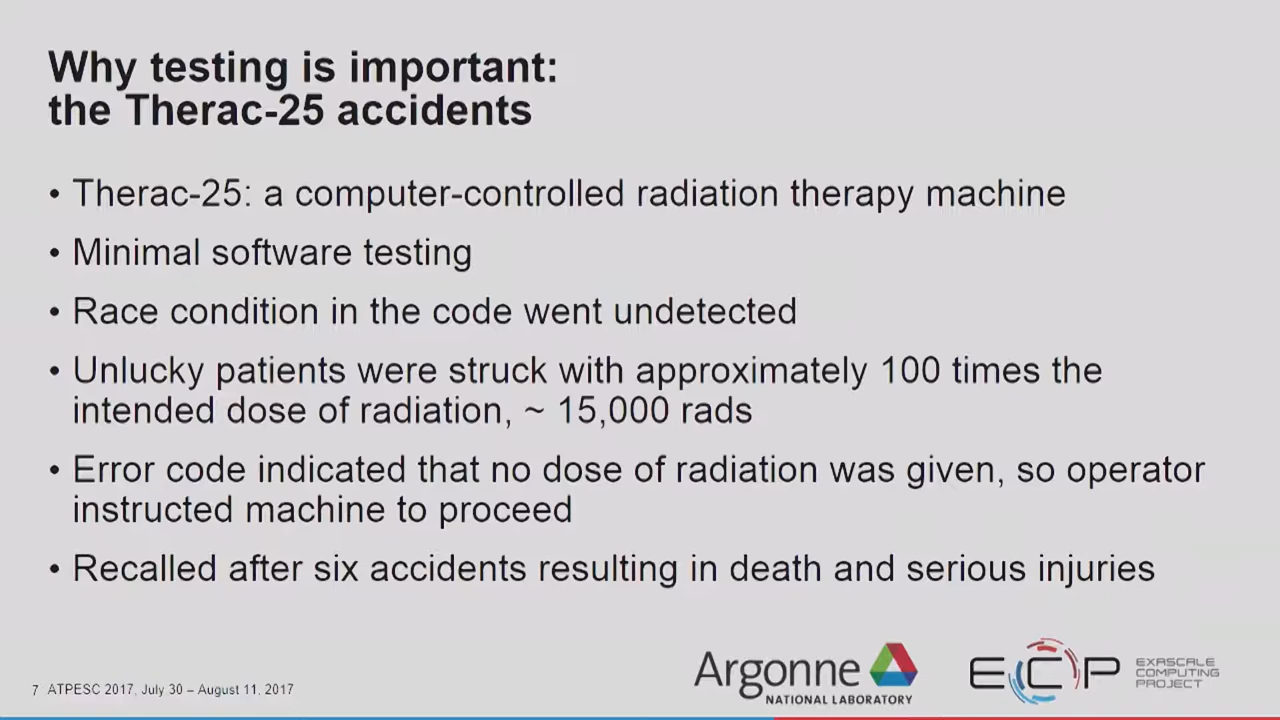 Why testing is important:
the Therac-25 accidents
• Therac-25: a computer-controlled radiation therapy machine
• Minimal software testing
• Race condition in the code went undetected
• Unlucky patients were struck with approximately 100 times the
intended dose of radiation, ~ 15,000 rads
• Error code indicated that no dose of radiation was given, so operator
instructed machine to proceed
• Recalled after six accidents resulting in death and serious injuries
7 ATPESC 2017, July 30 – August 11, 2017
Argonne
NATIONAL LABORATORY
ECP
EXASCALE
COMPUTING
PROJECT